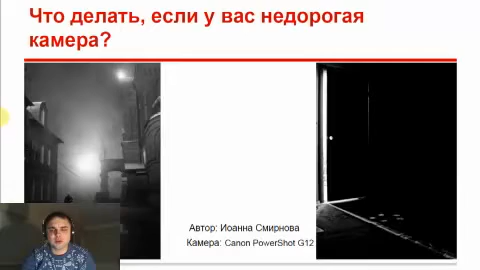 Что делать, если у вас недорогая
камера?
Автор: Иоанна Смирнова
Камера: Canon PowerShot G12